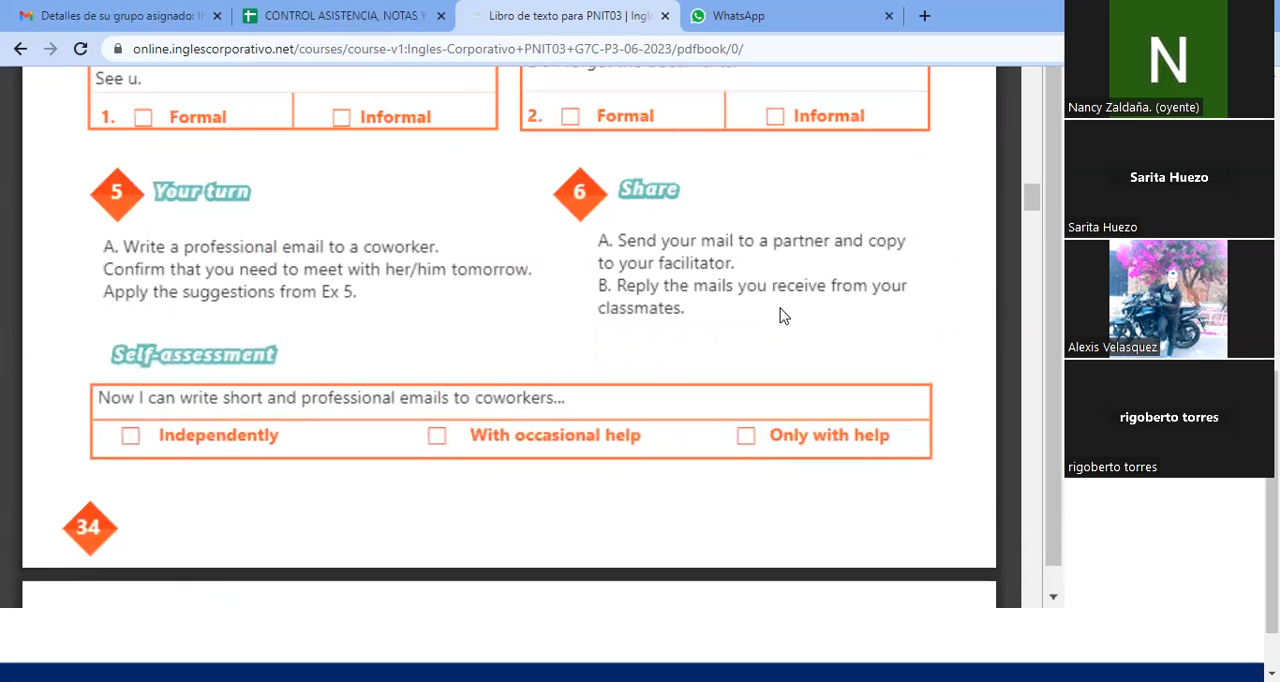 Detalles de su grupo asignado: I
CONTROL ASISTENCIA, NOTAS Y
Libro de texto para PNIT03 | Ingl
WhatsApp
online.inglescorporativo.net/courses/course-v1:Ingles-Corporativo+PNIT03+G7C-P3-06-2023/pdfbook/0/
See u.
1. Formal Informal
2. Formal Informal
5 Your turn
A. Write a professional email to a coworker.
Confirm that you need to meet with her/him tomorrow.
Apply the suggestions from Ex 5.
6 Share
A. Send your mail to a partner and copy
to your facilitator.
B. Reply the mails you receive from your
classmates.
Self-assessment
Now I can write short and professional emails to coworkers...
Independently With occasional help Only with help
34
N
Nancy Zaldaña. (oyente)
Sarita Huezo
Sarita Huezo
Alexis Velasquez
rigoberto torres
rigoberto torres